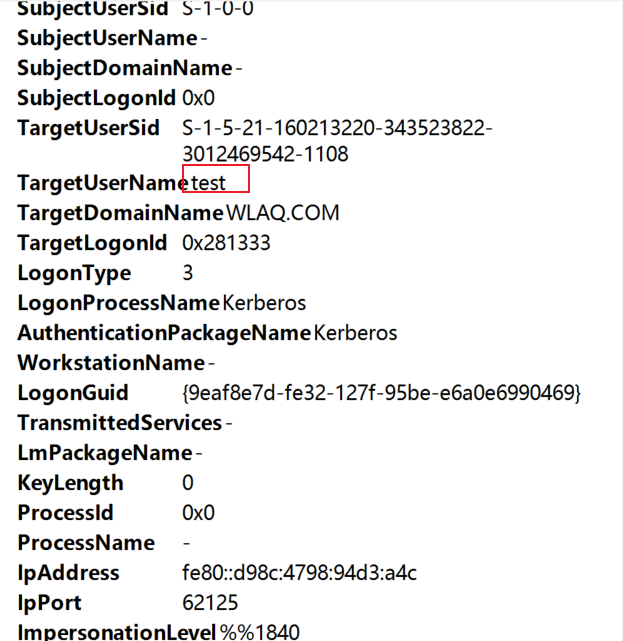 SubjectUserSid S-1-0-0
SubjectUserName -
SubjectDomainName -
SubjectLogonId 0x0
TargetUserSid S-1-5-21-160213220-343523822-
3012469542-1108
TargetUserName test
TargetDomainName WLAQ.COM
TargetLogonId 0x281333
LogonType 3
LogonProcessName Kerberos
AuthenticationPackageName Kerberos
WorkstationName -
LogonGuid {9eaf8e7d-fe32-127f-95be-e6a0e6990469}
TransmittedServices -
LmPackageName -
KeyLength 0
ProcessId 0x0
ProcessName -
IpAddress fe80::d98c:4798:94d3:a4c
IpPort 62125
ImpersonationLevel %%1840